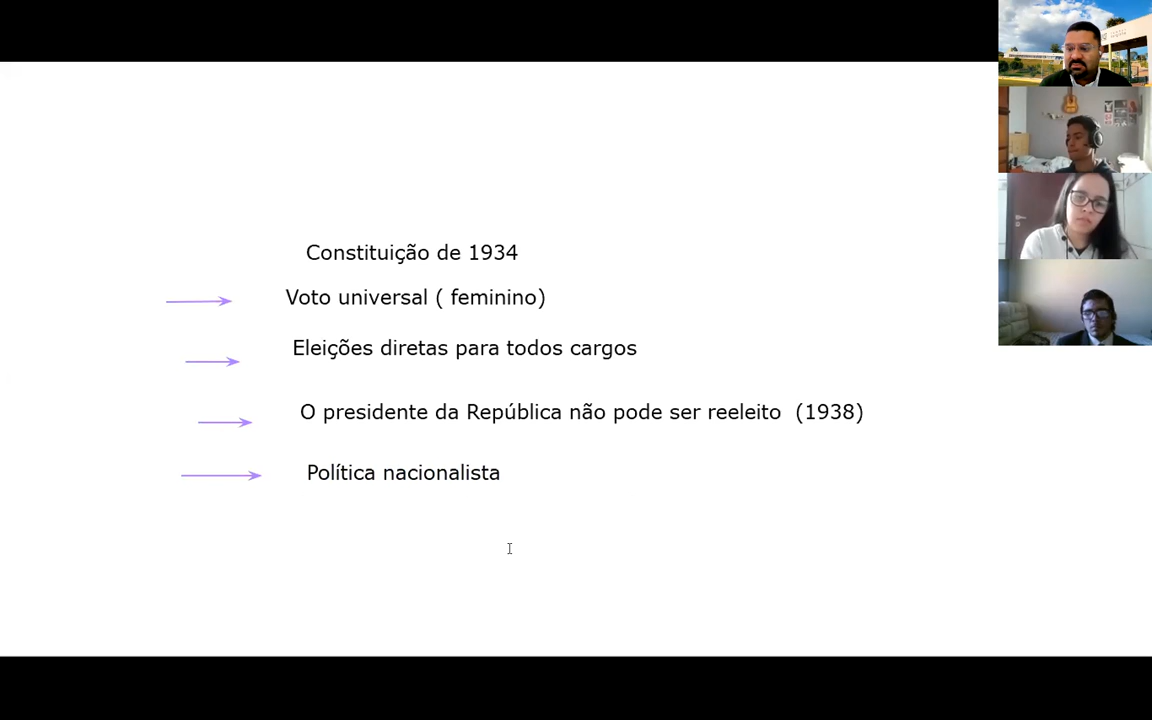 Constituição de 1934
Voto universal ( feminino)
Eleições diretas para todos cargos
O presidente da República não pode ser reeleito (1938)
Política nacionalista